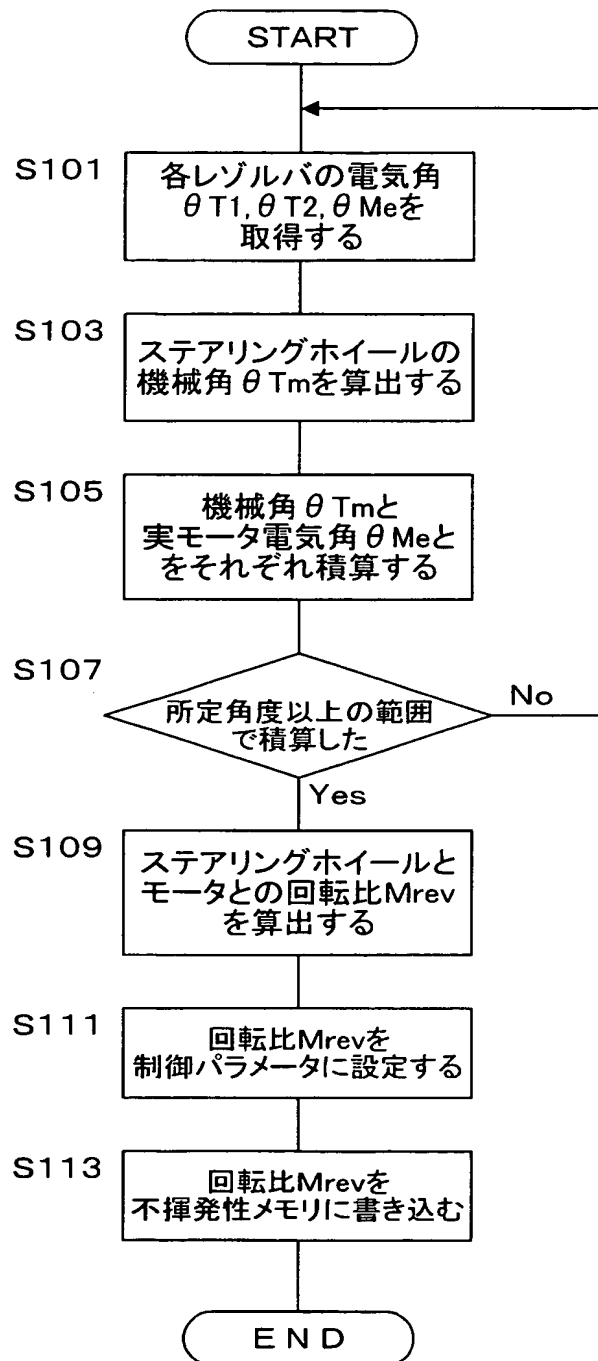 START
S101
各レゾルバの電気角
θT1,θT2,θMeを
取得する
S103
ステアリングホイールの
機械角θTmを算出する
S105
機械角θTmと
実モータ電気角θMeと
をそれぞれ積算する
S107
所定角度以上の範囲
で積算した
No
Yes
S109
ステアリングホイールと
モータとの回転比Mrev
を算出する
S111
回転比Mrevを
制御パラメータに設定する
S113
回転比Mrevを
不揮発性メモリに書き込む
END